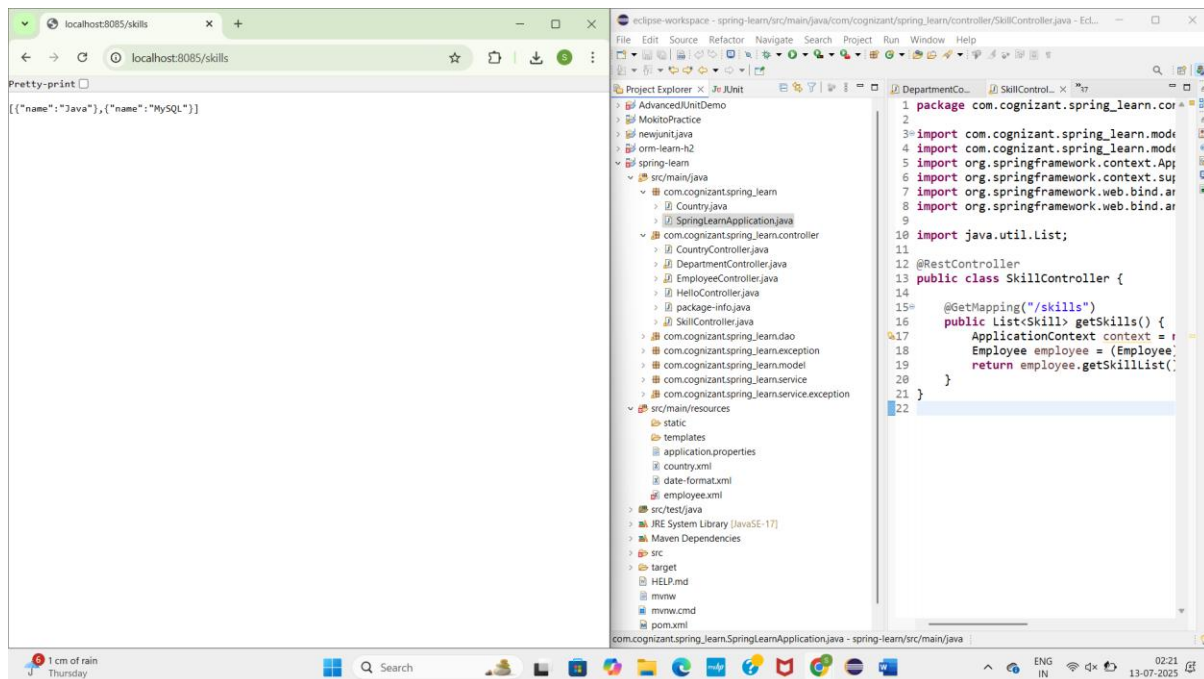 localhost:8085/skills
localhost:8085/skills
S
Pretty-print
[{"name":"Java"},{"name":"MySQL"}]
eclipse-workspace - spring-learn/src/main/java/com/cognizant/spring_learn/controller/SkillController.java - Ecl...
File Edit Source Refactor Navigate Search Project Run Window Help
Project Explorer JUnit
AdvancedJUnitDemo
MokitoPractice
newjunit.java
orm-learn-h2
spring-learn
src/main/java
com.cognizant.spring_learn
Country.java
SpringLearnApplication.java
com.cognizant.spring_learn.controller
CountryController.java
DepartmentController.java
EmployeeController.java
HelloController.java
package-info.java
SkillController.java
com.cognizant.spring_learn.dao
com.cognizant.spring_learn.exception
com.cognizant.spring_learn.model
com.cognizant.spring_learn.service
com.cognizant.spring_learn.service.exception
src/main/resources
static
templates
application.properties
country.xml
date-format.xml
employee.xml
src/test/java
JRE System Library [JavaSE-17]
Maven Dependencies
src
target
HELP.md
mvnw
mvnw.cmd
pom.xml
DepartmentCo... SkillControl... 37
1 package com.cognizant.spring_learn.cor
2
3 import com.cognizant.spring_learn.mode
4 import com.cognizant.spring_learn.mode
5 import org.springframework.context.App
6 import org.springframework.context.sup
7 import org.springframework.web.bind.ar
8 import org.springframework.web.bind.ar
9
10 import java.util.List;
11
12 @RestController
13 public class SkillController {
14
15 @GetMapping("/skills")
16 public List<Skill> getSkills() {
17 ApplicationContext context = r
18 Employee employee = (Employee)
19 return employee.getSkillList(
20 }
21 }
22
com.cognizant.spring_learn.SpringLearnApplication.java - spring-learn/src/main/java
6
1 cm of rain
Thursday
Search
ENG
IN
02:21
13-07-2025